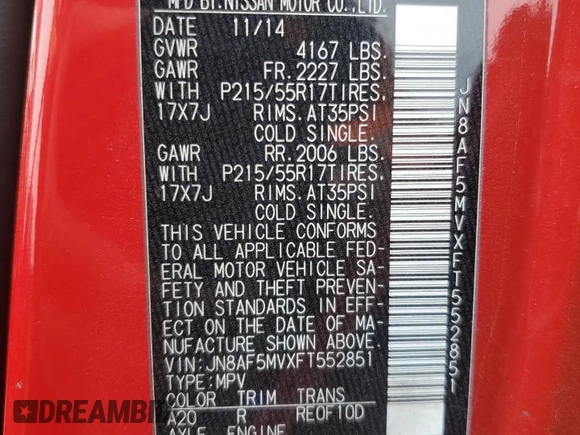 MFD BY:NISSAN MOTOR CO.,LTD.
DATE 11/14
GVWR 4167 LBS.
GAWR FR.2227 LBS.
WITH P215/55R17TIRES,
17X7J RIMS.AT35PSI
COLD SINGLE.
GAWR RR.2006 LBS.
WITH P215/55R17TIRES,
17X7J RIMS.AT35PSI
COLD SINGLE.
THIS VEHICLE CONFORMS
TO ALL APPLICABLE FED-
ERAL MOTOR VEHICLE SA-
FETY AND THEFT PREVEN-
TION STANDARDS IN EFF-
ECT ON THE DATE OF MA-
NUFACTURE SHOWN ABOVE.
VIN:JN8AF5MVXFT552851
TYPE:MPV
COLOR TRIM TRANS
A20 R RE0F10D
AXLE ENGINE
JN8AF5MVXFT552851
DREAMBI